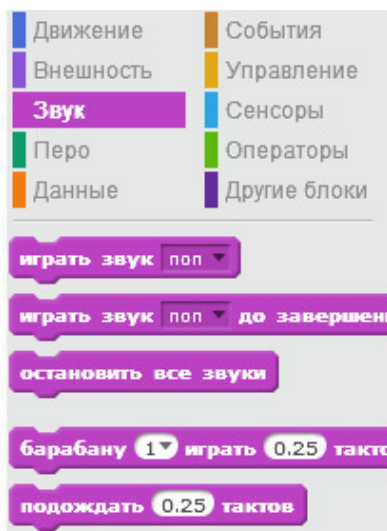 Движение События
Внешность Управление
Звук Сенсоры
Перо Операторы
Данные Другие блоки
играть звук поп
играть звук поп до завершен
остановить все звуки
барабану 1 играть 0.25 такто
подождать 0.25 тактов